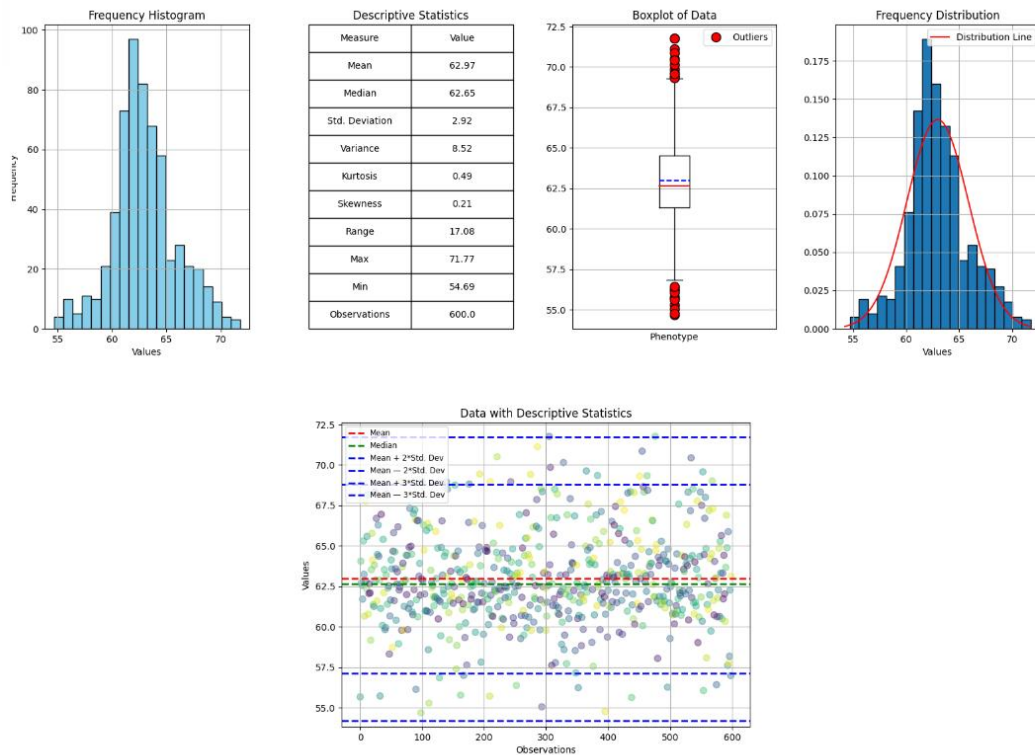 Frequency Histogram
Frequency
100
80
60
40
20
0
55 60 65 70
Values
Descriptive Statistics
Measure Value
Mean 62.97
Median 62.65
Std. Deviation 2.92
Variance 8.52
Kurtosis 0.49
Skewness 0.21
Range 17.08
Max 71.77
Min 54.69
Observations 600.0
Boxplot of Data
Outliers
72.5
70.0
67.5
65.0
62.5
60.0
57.5
55.0
Phenotype
Frequency Distribution
Distribution Line
0.175
0.150
0.125
0.100
0.075
0.050
0.025
0.000
55 60 65 70
Values
Data with Descriptive Statistics
Mean
Median
Mean + 2*Std. Dev
Mean — 2*Std. Dev
Mean + 3*Std. Dev
Mean — 3*Std. Dev
Values
72.5
70.0
67.5
65.0
62.5
60.0
57.5
55.0
0 100 200 300 400 500 600
Observations